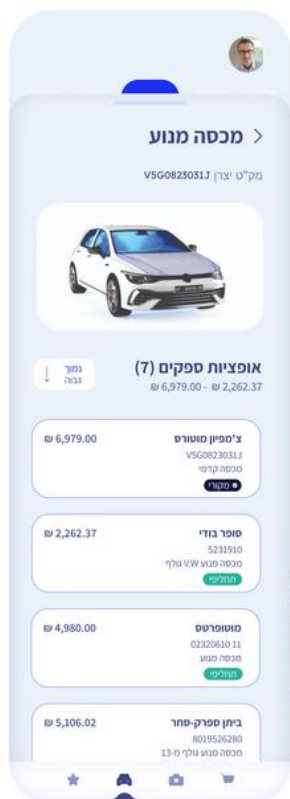 מכסה מנוע
מק"ט יצרן V5G0823031J
אופציות ספקים (7)
2,262.37 ₪ - 6,979.00 ₪
נמוך
גבוה
צ'מפיון מוטורס 6,979.00 ₪
V5G0823031J
מכסה קדמי
מקורי
סופר בודי 2,262.37 ₪
5231910
מכסה מנוע V.W גולף
תחליפי
מוטופרטס 4,980.00 ₪
02320610 11
מכסה מנוע
תחליפי
ביתן ספרק-סחר 5,106.02 ₪
8019526280
מכסה מנוע גולף מ-13